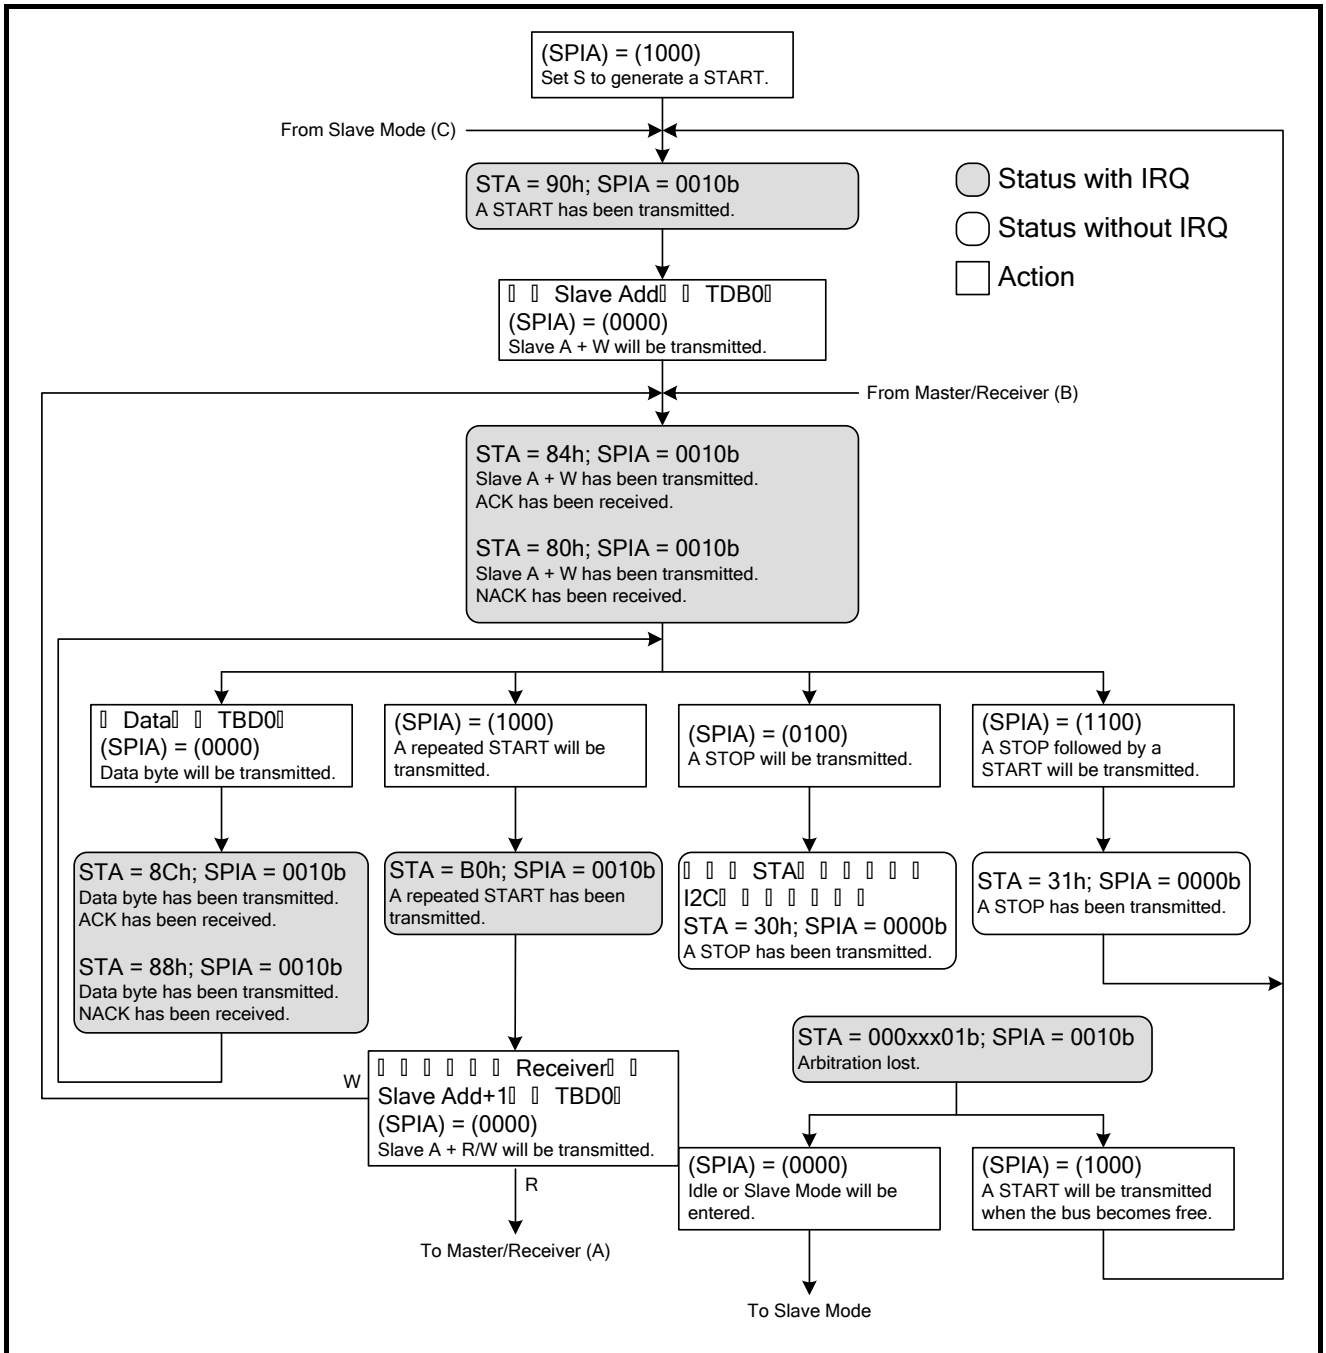 (SPIA) = (1000)
Set S to generate a START.
From Slave Mode (C)
STA = 90h; SPIA = 0010b
A START has been transmitted.
Status with IRQ
Status without IRQ
Action
Slave Add TDB0
(SPIA) = (0000)
Slave A + W will be transmitted.
From Master/Receiver (B)
STA = 84h; SPIA = 0010b
Slave A + W has been transmitted.
ACK has been received.
STA = 80h; SPIA = 0010b
Slave A + W has been transmitted.
NACK has been received.
Data TBD0
(SPIA) = (0000)
Data byte will be transmitted.
(SPIA) = (1000)
A repeated START will be
transmitted.
(SPIA) = (0100)
A STOP will be transmitted.
(SPIA) = (1100)
A STOP followed by a
START will be transmitted.
STA = 8Ch; SPIA = 0010b
Data byte has been transmitted.
ACK has been received.
STA = 88h; SPIA = 0010b
Data byte has been transmitted.
NACK has been received.
STA = B0h; SPIA = 0010b
A repeated START has been
transmitted.
STA
I2C
STA = 30h; SPIA = 0000b
A STOP has been transmitted.
STA = 31h; SPIA = 0000b
A STOP has been transmitted.
STA = 000xxx01b; SPIA = 0010b
Arbitration lost.
W
Receiver
Slave Add+1 TBD0
(SPIA) = (0000)
Slave A + R/W will be transmitted.
R
To Master/Receiver (A)
(SPIA) = (0000)
Idle or Slave Mode will be
entered.
(SPIA) = (1000)
A START will be transmitted
when the bus becomes free.
To Slave Mode